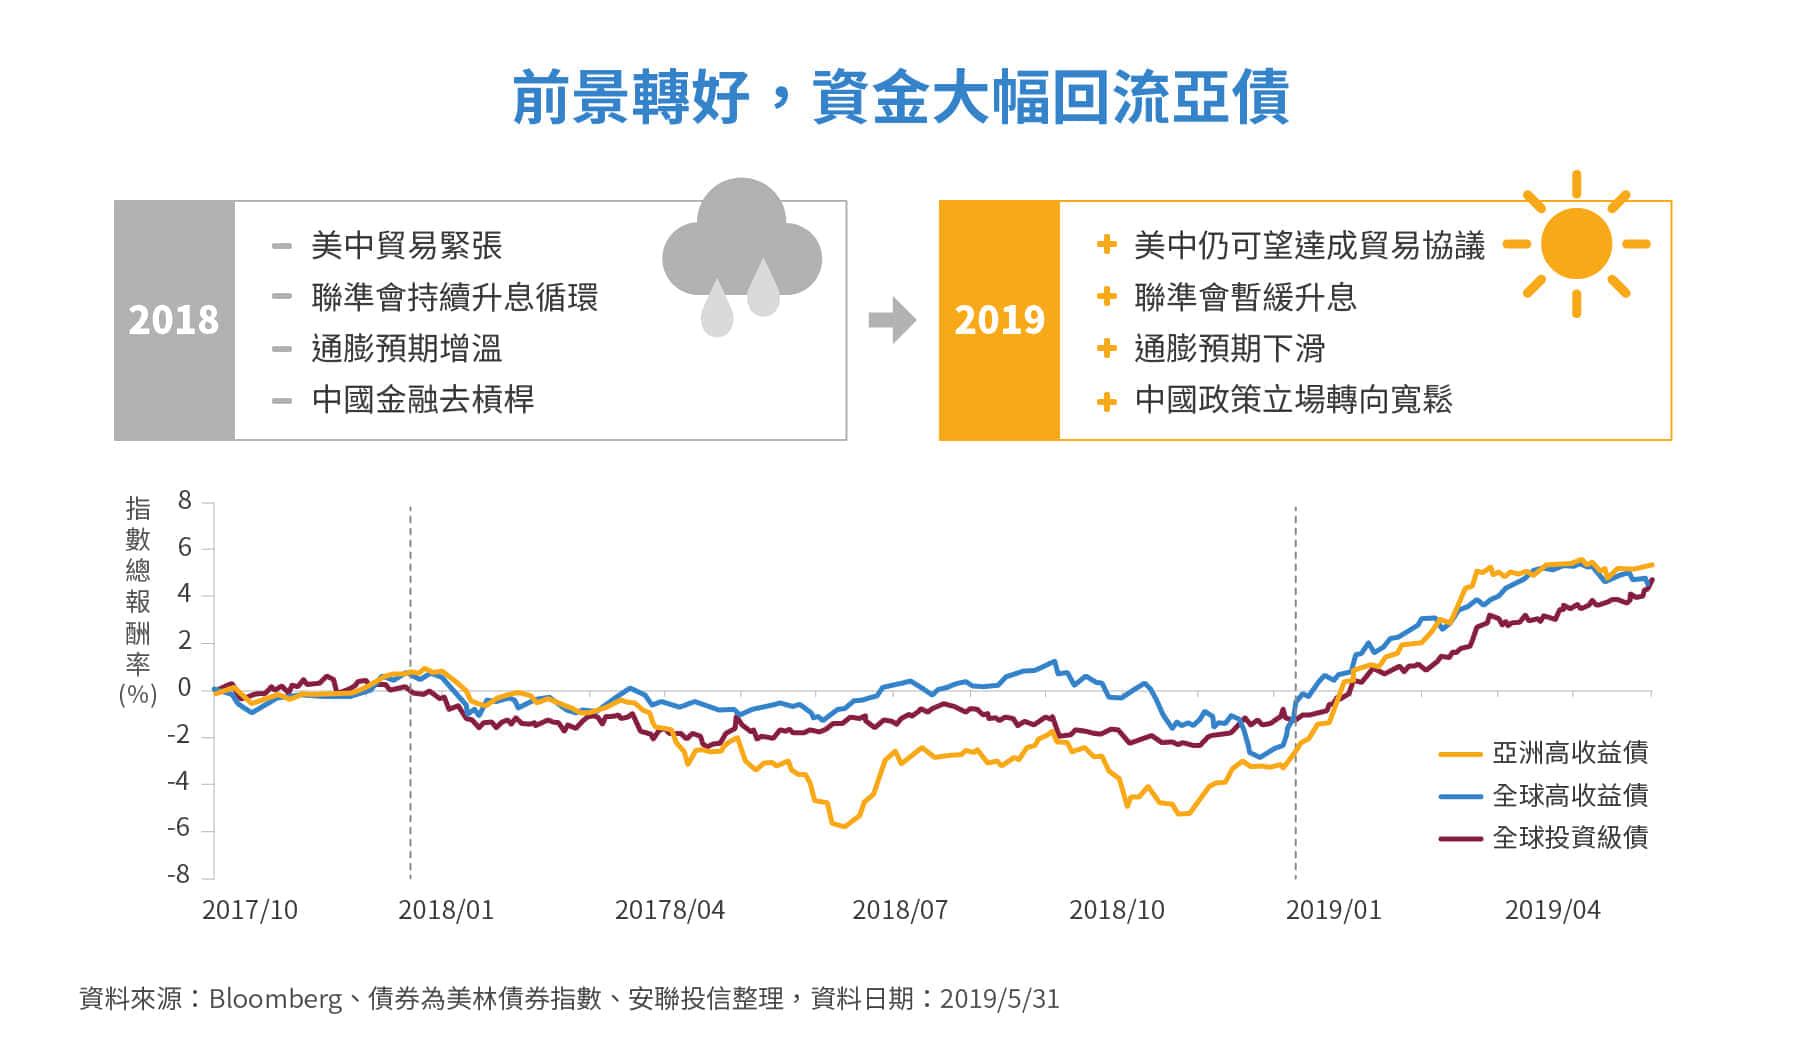 前景轉好，資金大幅回流亞債
2018
美中貿易緊張
聯準會持續升息循環
通膨預期增溫
中國金融去槓桿
2019
美中仍可望達成貿易協議
聯準會暫緩升息
通膨預期下滑
中國政策立場轉向寬鬆
指數總報酬率(%)
8
6
4
2
0
-2
-4
-6
-8
2017/10
2018/01
20178/04
2018/07
2018/10
2019/01
2019/04
亞洲高收益債
全球高收益債
全球投資級債
資料來源：Bloomberg、債券為美林債券指數、安聯投信整理，資料日期：2019/5/31